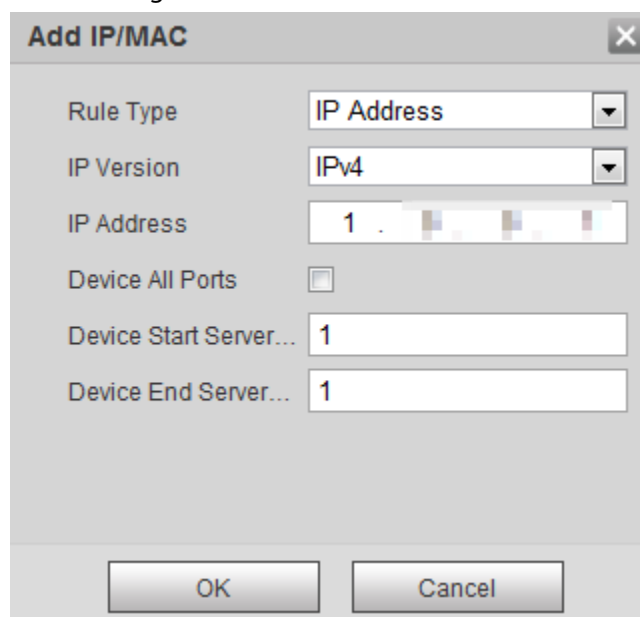 Add IP/MAC
Rule Type IP Address
IP Version IPv4
IP Address 1 .
Device All Ports
Device Start Server... 1
Device End Server... 1
OK Cancel